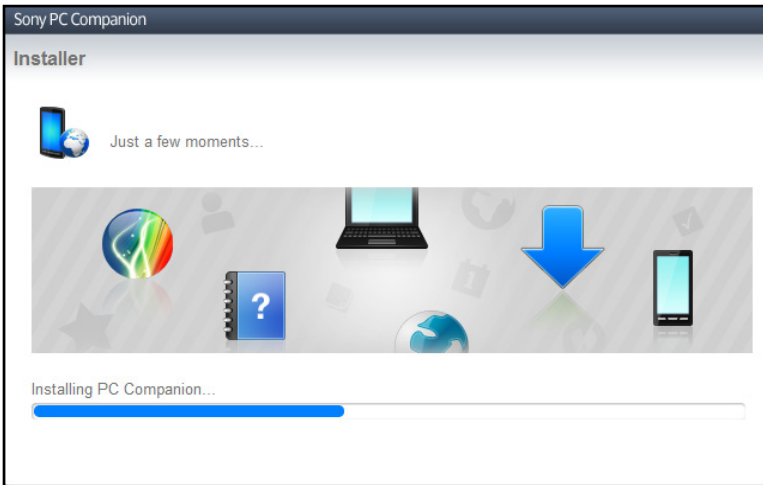 Sony PC Companion
Installer
Just a few moments...
?
Installing PC Companion...